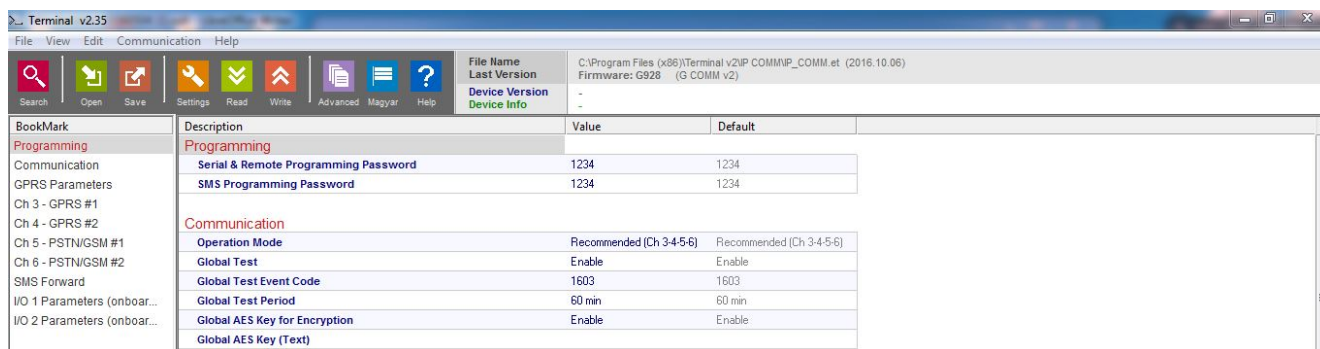 Terminal v2.35
File View Edit Communication Help
Search Open Save Settings Read Write Advanced Magyar Help
File Name C:\Program Files (x86)\Terminal v2\IP COMM\IP_COMM.et (2016.10.06)
Last Version Firmware: G928 (G COMM v2)
Device Version -
Device Info -
BookMark Description Value Default
Programming Programming
Communication Serial & Remote Programming Password 1234 1234
GPRS Parameters SMS Programming Password 1234 1234
Ch 3 - GPRS #1
Ch 4 - GPRS #2 Communication
Ch 5 - PSTN/GSM #1 Operation Mode Recommended (Ch 3-4-5-6) Recommended (Ch 3-4-5-6)
Ch 6 - PSTN/GSM #2 Global Test Enable Enable
SMS Forward Global Test Event Code 1603 1603
I/O 1 Parameters (onboar... Global Test Period 60 min 60 min
I/O 2 Parameters (onboar... Global AES Key for Encryption Enable Enable
Global AES Key (Text)